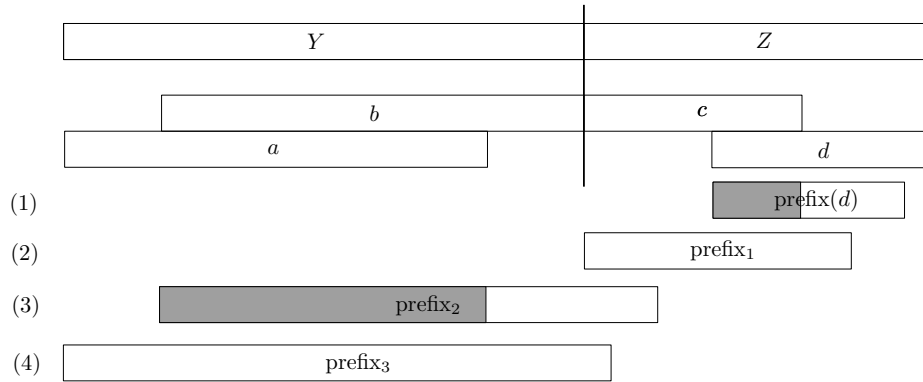 Y Z
b c
a d
(1) prefix(d)
(2) prefix₁
(3) prefix₂
(4) prefix₃